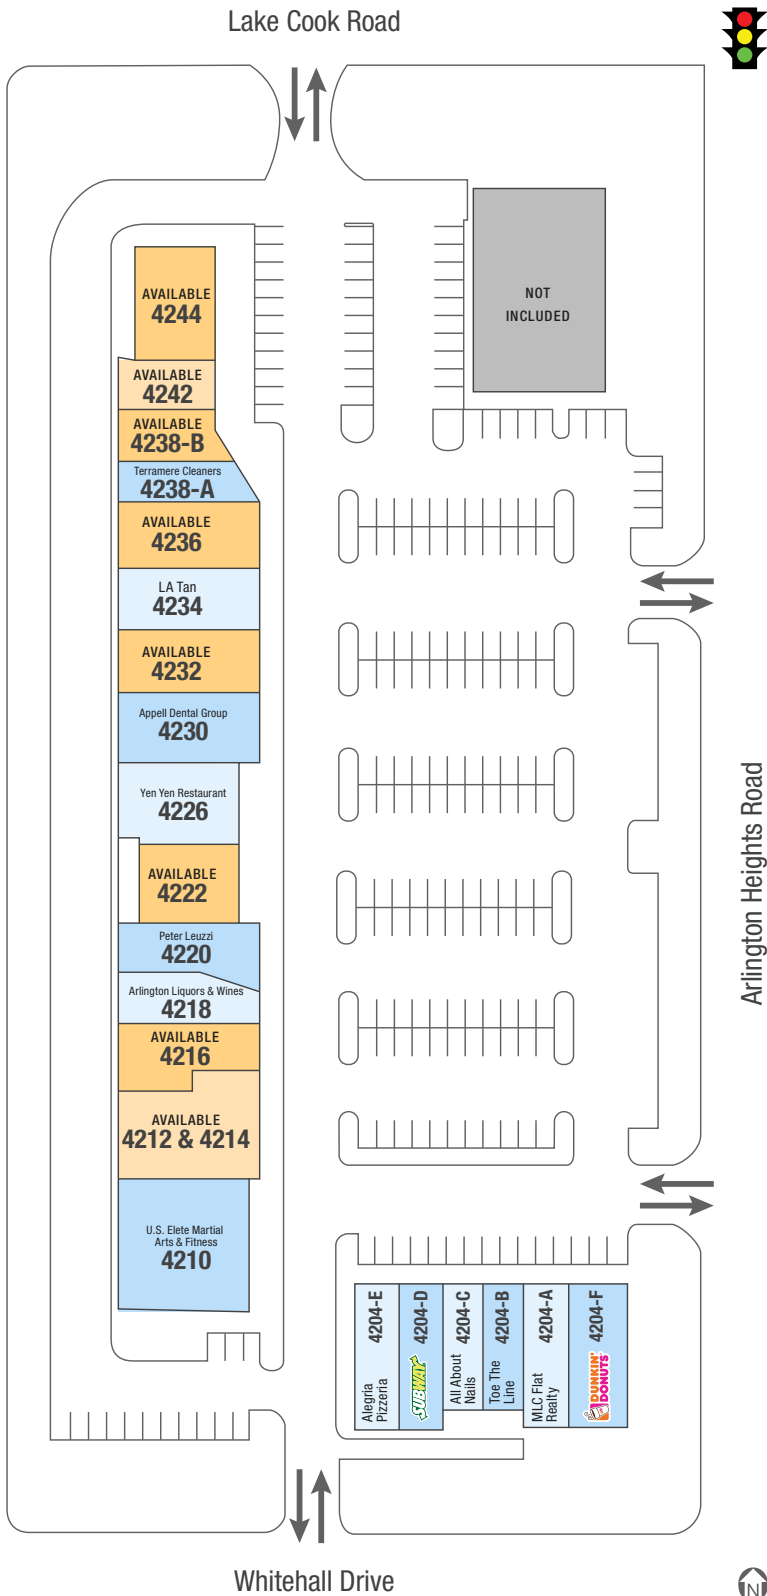 Lake Cook Road
NOT
INCLUDED
AVAILABLE
4244
AVAILABLE
4242
AVAILABLE
4238-B
Terramere Cleaners
4238-A
AVAILABLE
4236
LA Tan
4234
AVAILABLE
4232
Appell Dental Group
4230
Yen Yen Restaurant
4226
AVAILABLE
4222
Peter Leuzzi
4220
Arlington Liquors & Wines
4218
AVAILABLE
4216
AVAILABLE
4212 & 4214
U.S. Elete Martial
Arts & Fitness
4210
Arlington Heights Road
4204-E
Alegria
Pizzeria
4204-D
SUBWAY
4204-C
All About
Nails
4204-B
Toe The
Line
4204-A
MLC Flat
Realty
4204-F
DUNKIN'
DONUTS
Whitehall Drive
N